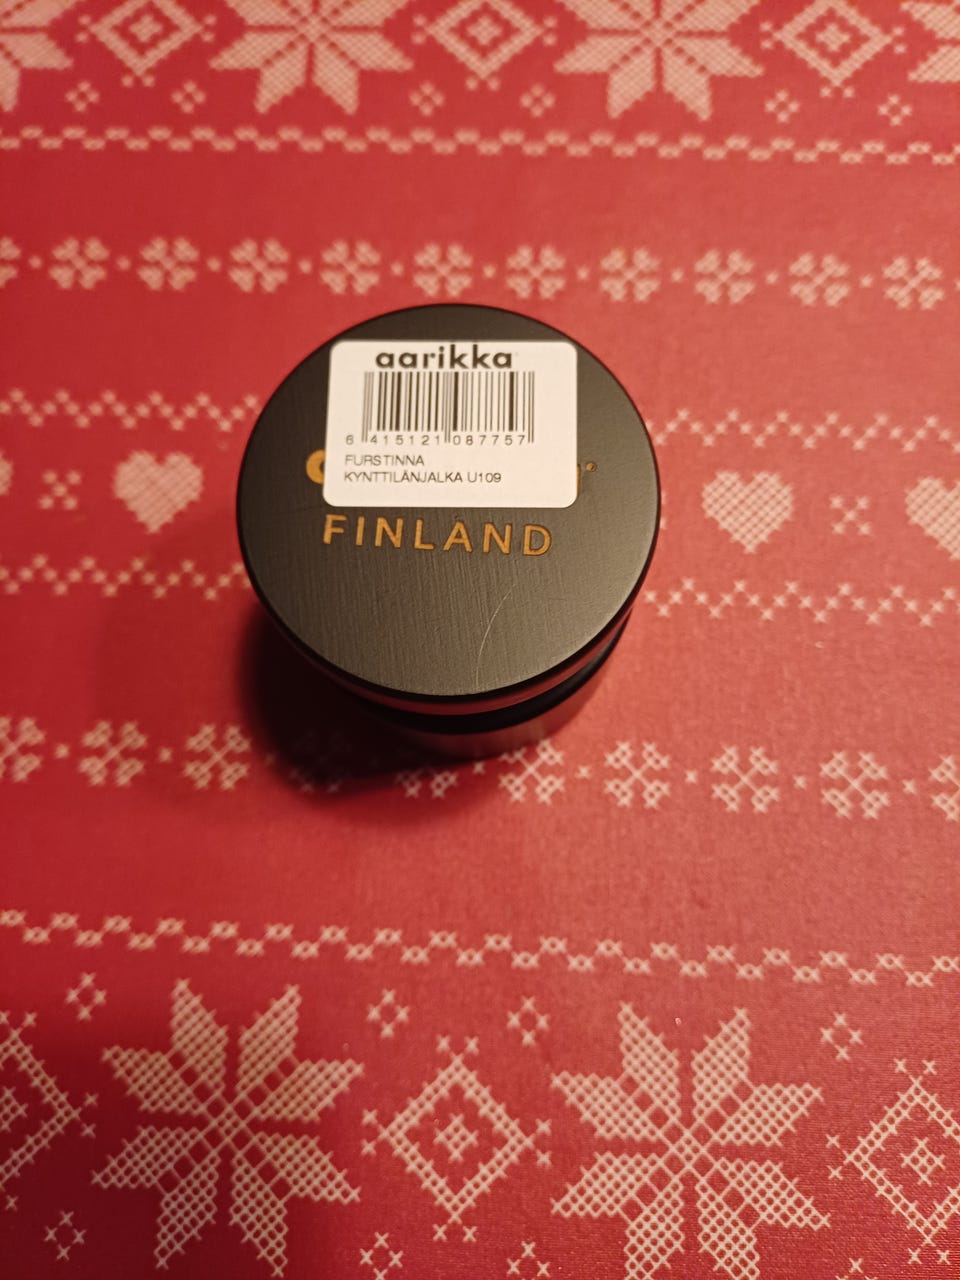 aarikka
6 415121 087757
FURSTINNA
KYNTTILÄNJALKA U109
FINLAND